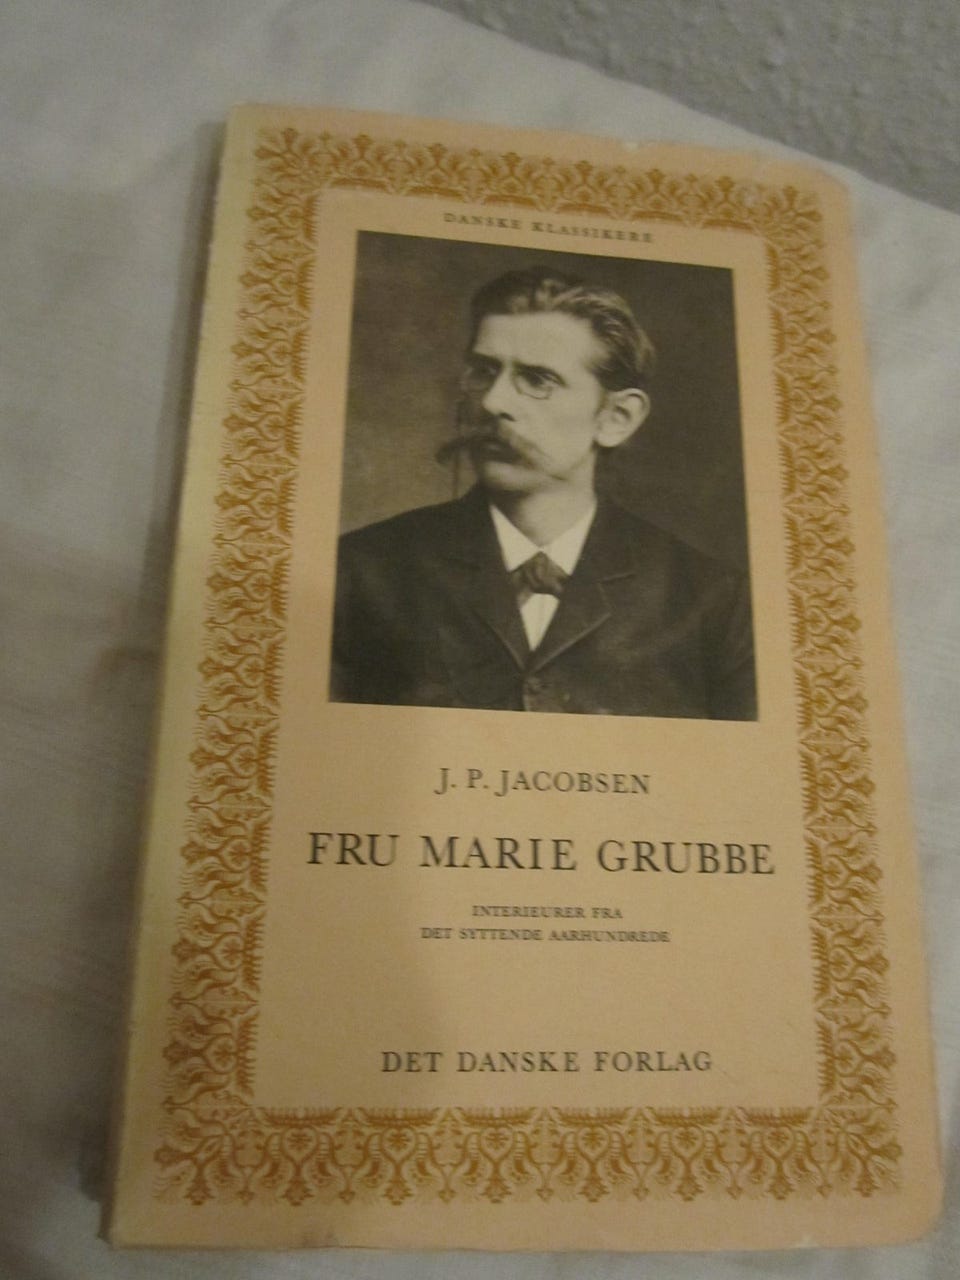 DANSKE KLASSIKERE
J. P. JACOBSEN
FRU MARIE GRUBBE
INTERIEURER FRA
DET SYTTENDE AARHUNDREDE
DET DANSKE FORLAG